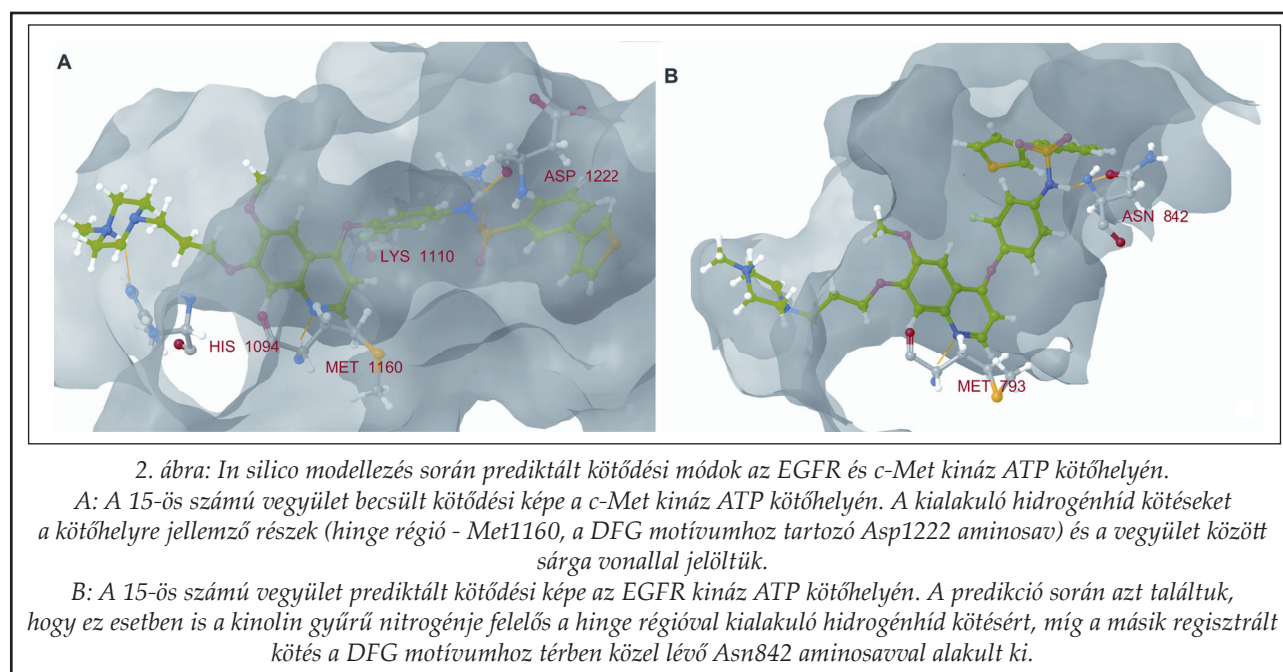 A
B
ASP 1222
LYS 1110
ASN 842
HIS 1094
MET 1160
MET 793
2. ábra: In silico modellezés során prediktált kötődési módok az EGFR és c-Met kináz ATP kötőhelyén.
A: A 15-ös számú vegyület becsült kötődési képe a c-Met kináz ATP kötőhelyén. A kialakuló hidrogénhíd kötéseket
a kötőhelyre jellemző részek (hinge régió - Met1160, a DFG motívumhoz tartozó Asp1222 aminosav) és a vegyület között
sárga vonallal jelöltük.
B: A 15-ös számú vegyület prediktált kötődési képe az EGFR kináz ATP kötőhelyén. A predikció során azt találtuk,
hogy ez esetben is a kinolin gyűrű nitrogénje felelős a hinge régióval kialakuló hidrogénhíd kötésért, míg a másik regisztrált
kötés a DFG motívumhoz térben közel lévő Asn842 aminosavval alakult ki.